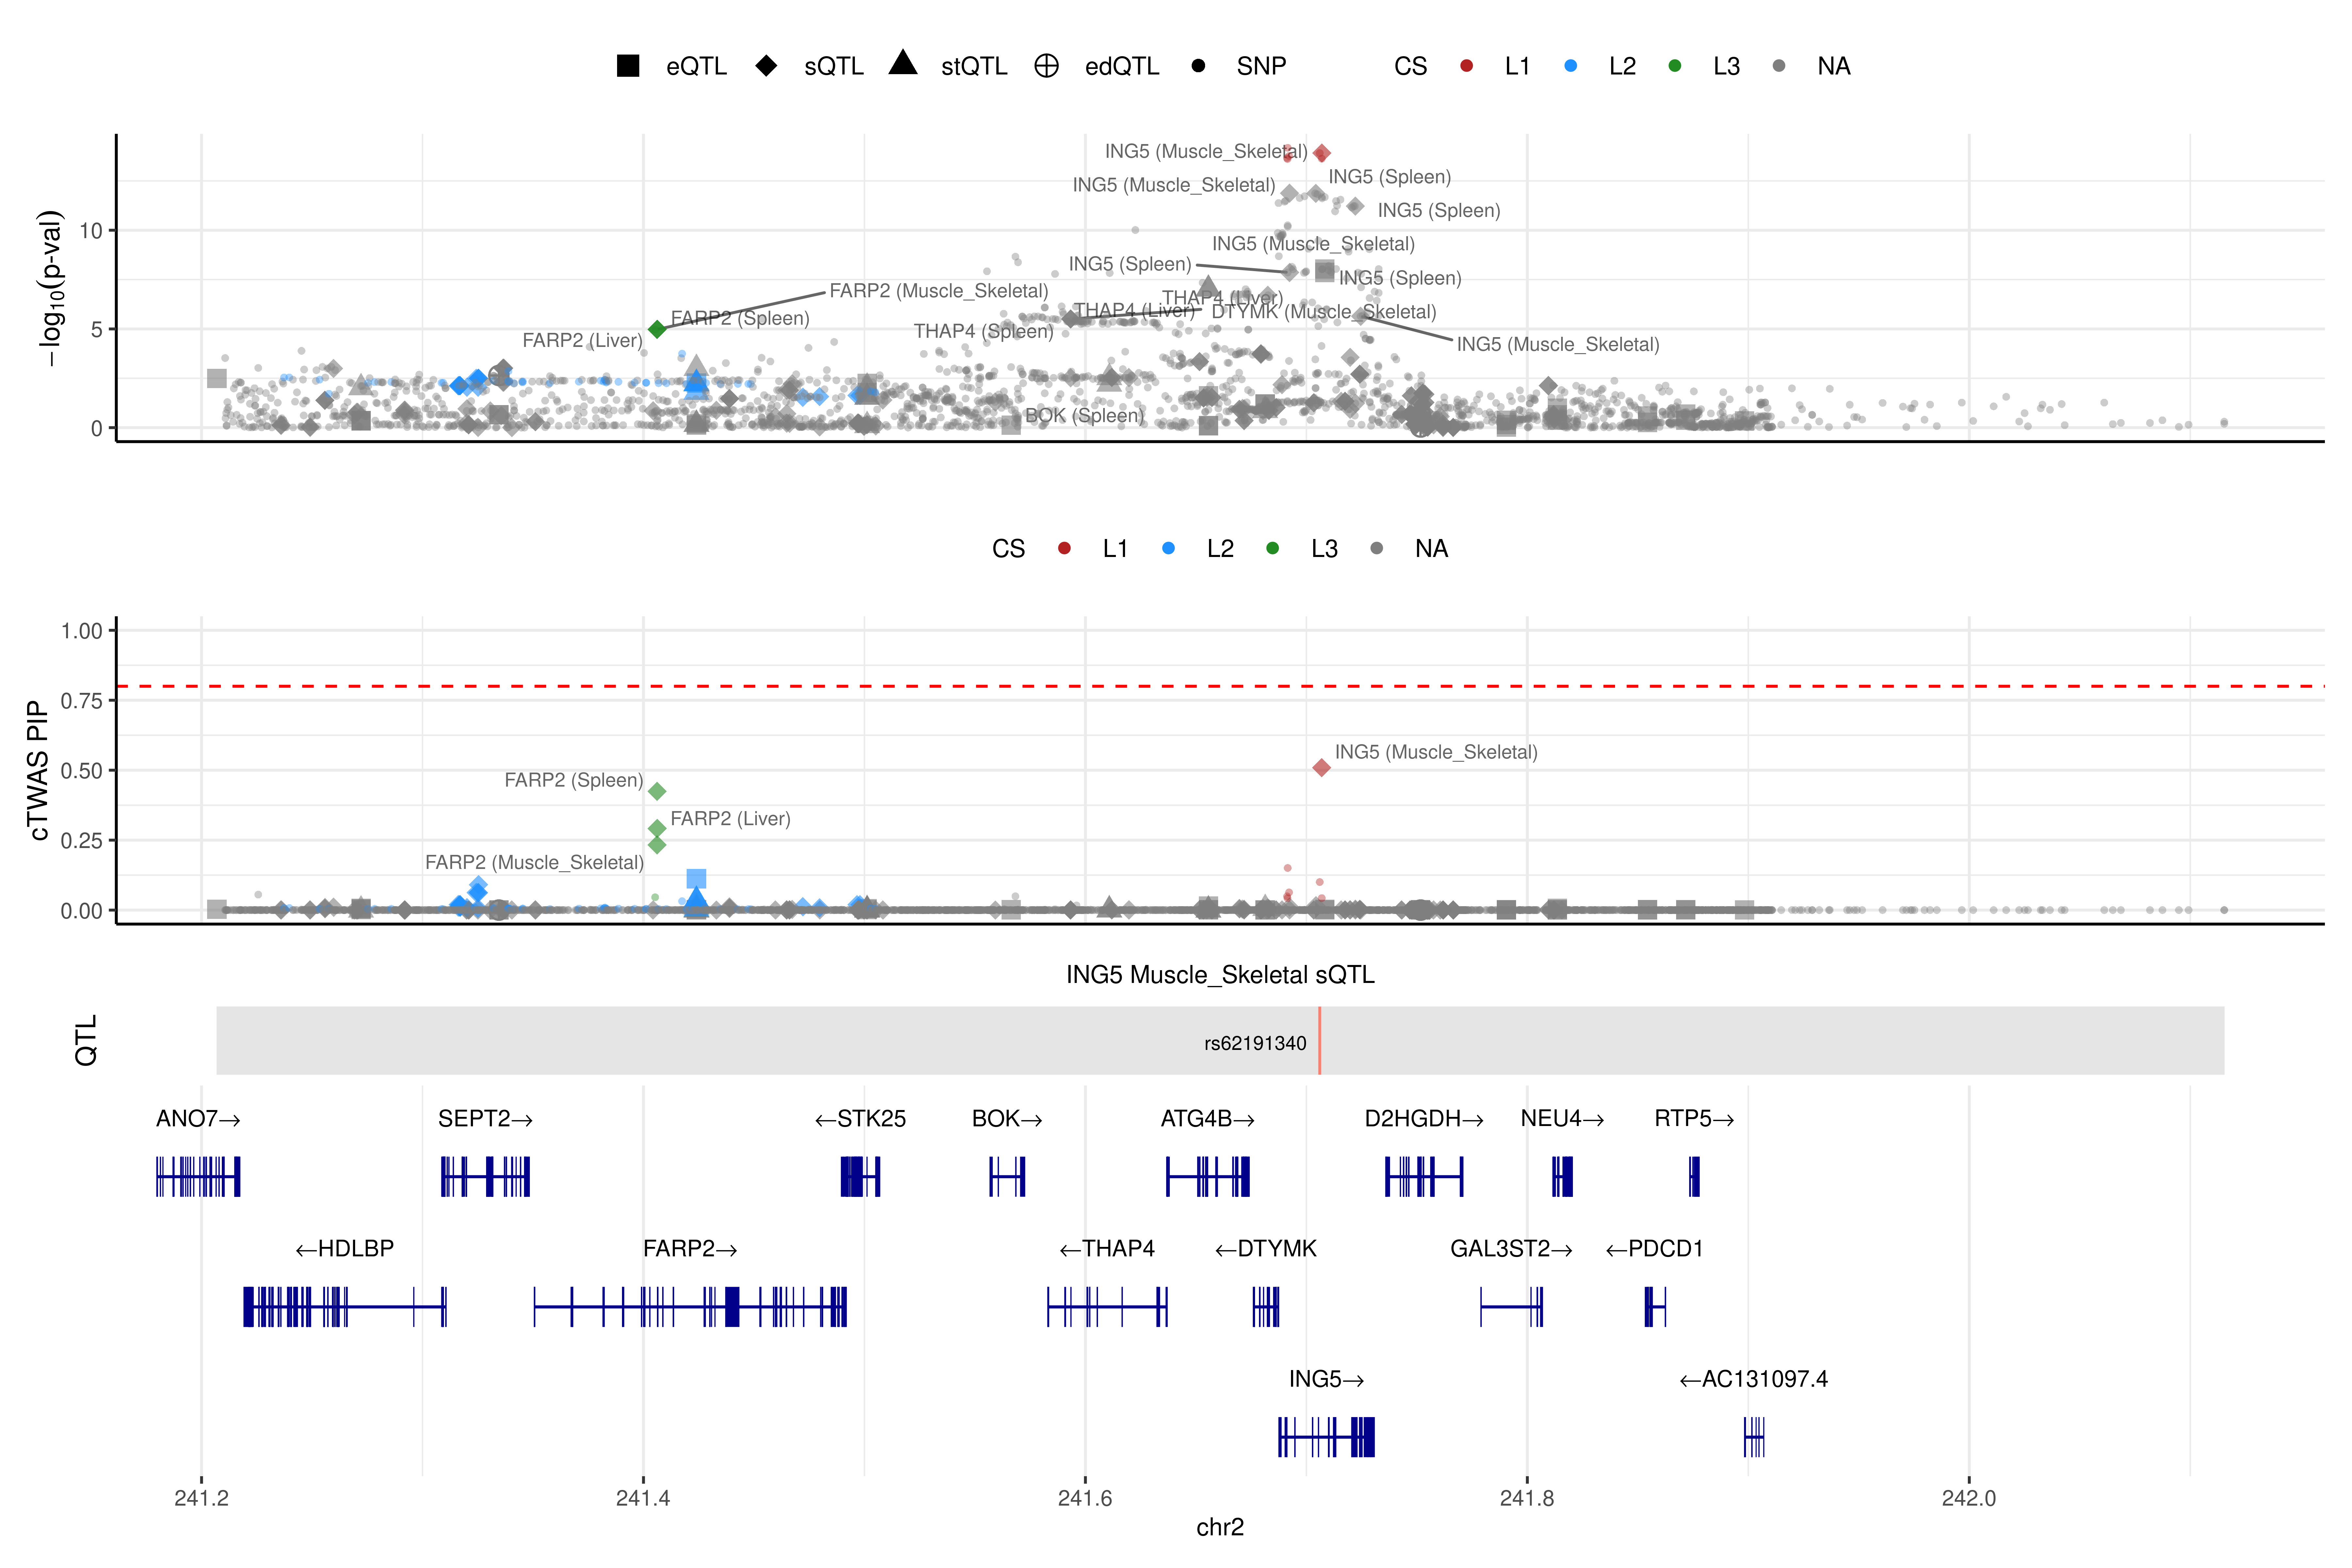 eQTL sQTL stQTL edQTL SNP CS L1 L2 L3 NA
−log10(p-val)
10
5
0
ING5 (Muscle_Skeletal)
ING5 (Spleen)
ING5 (Muscle_Skeletal)
ING5 (Spleen)
ING5 (Muscle_Skeletal)
ING5 (Spleen)
ING5 (Spleen)
FARP2 (Muscle_Skeletal)
THAP4 (Liver)
THAP4 (Liver)
DTYMK (Muscle_Skeletal)
FARP2 (Spleen)
THAP4 (Spleen)
FARP2 (Liver)
ING5 (Muscle_Skeletal)
BOK (Spleen)
CS L1 L2 L3 NA
cTWAS PIP
1.00
0.75
0.50
0.25
0.00
ING5 (Muscle_Skeletal)
FARP2 (Spleen)
FARP2 (Liver)
FARP2 (Muscle_Skeletal)
ING5 Muscle_Skeletal sQTL
QTL
rs62191340
ANO7→ SEPT2→ ←STK25 BOK→ ATG4B→ D2HGDH→ NEU4→ RTP5→
←HDLBP FARP2→ ←THAP4 ←DTYMK GAL3ST2→ ←PDCD1
ING5→ ←AC131097.4
241.2 241.4 241.6 241.8 242.0
chr2